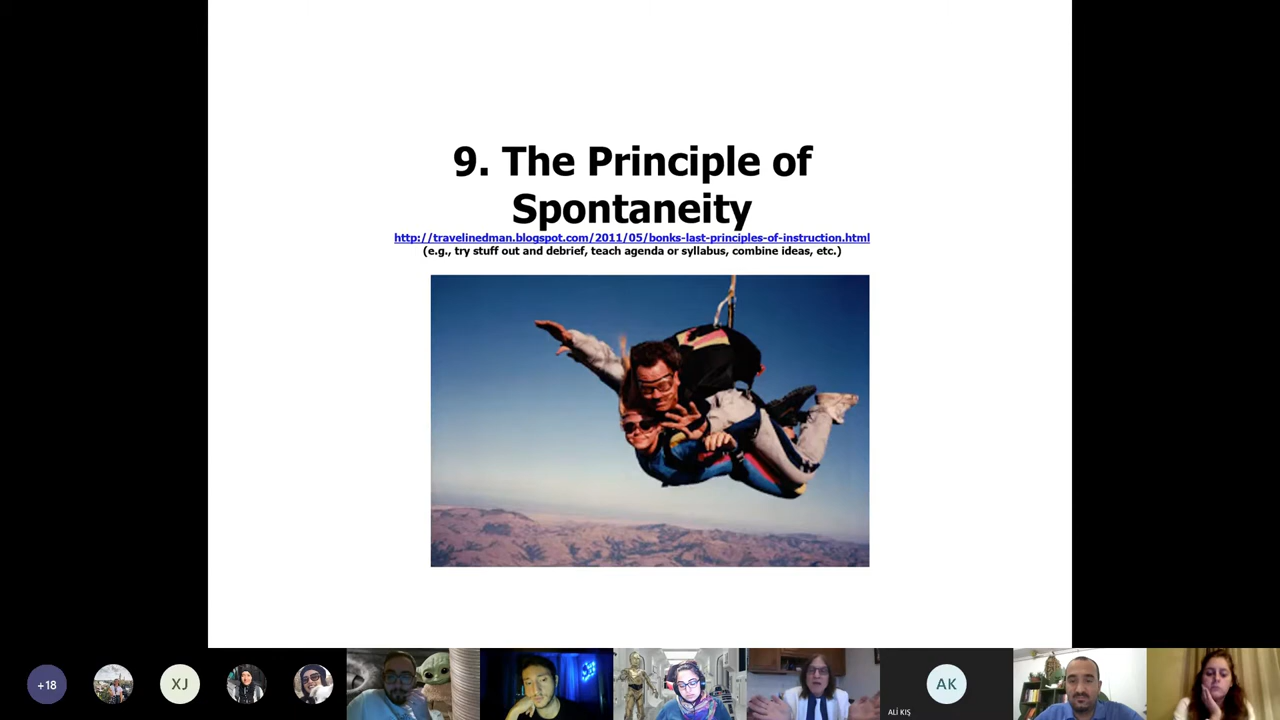 9. The Principle of
Spontaneity
http://travelinedman.blogspot.com/2011/05/bonks-last-principles-of-instruction.html
(e.g., try stuff out and debrief, teach agenda or syllabus, combine ideas, etc.)
+18
XJ
AK
ALİ KIŞ